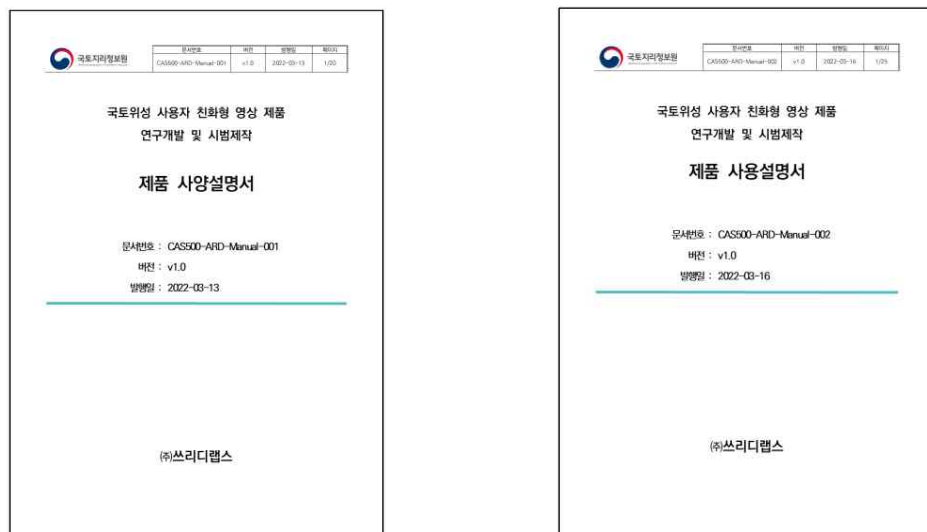 국토지리정보원
문서번호 버전 발행일 페이지
CAS500-ARD-Manual-001 v1.0 2022-03-13 1/20
국토위성 사용자 친화형 영상 제품
연구개발 및 시범제작
제품 사양설명서
문서번호 : CAS500-ARD-Manual-001
버전 : v1.0
발행일 : 2022-03-13
㈜쓰리디랩스
국토지리정보원
문서번호 버전 발행일 페이지
CAS500-ARD-Manual-002 v1.0 2022-03-16 1/25
국토위성 사용자 친화형 영상 제품
연구개발 및 시범제작
제품 사용설명서
문서번호 : CAS500-ARD-Manual-002
버전 : v1.0
발행일 : 2022-03-16
㈜쓰리디랩스